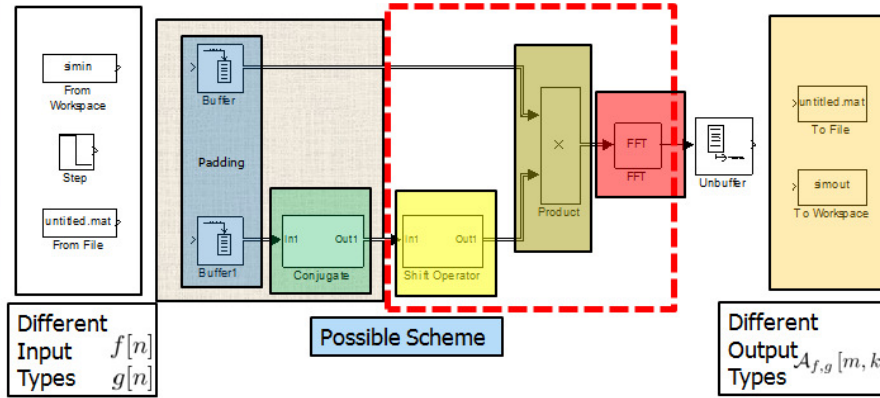 simin
From
Workspace
Step
untitled.mat
From File
Different
Input f[n]
Types g[n]
Buffer
Padding
Buffer1
In1 Out1
Conjugate
In1 Out1
Shift Operator
Possible Scheme
×
Product
FFT
FFT
Unbuffer
untitled.mat
To File
simout
To Workspace
Different
Output
Types 𝒜f,g [m, k